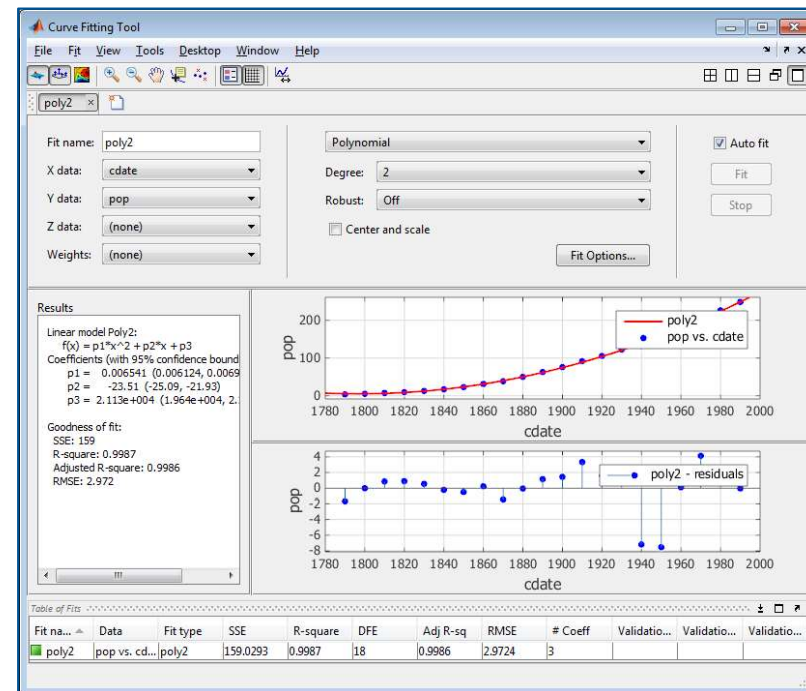 Curve Fitting Tool
File Fit View Tools Desktop Window Help
poly2
Fit name: poly2
X data: cdate
Y data: pop
Z data: (none)
Weights: (none)
Polynomial
Degree: 2
Robust: Off
Center and scale
Fit Options...
Auto fit
Fit
Stop
Results
Linear model Poly2:
f(x) = p1*x^2 + p2*x + p3
Coefficients (with 95% confidence bound
p1 = 0.006541 (0.006124, 0.0069
p2 = -23.51 (-25.09, -21.93)
p3 = 2.113e+004 (1.964e+004, 2.
Goodness of fit:
SSE: 159
R-square: 0.9987
Adjusted R-square: 0.9986
RMSE: 2.972
200
100
0
pop
poly2
pop vs. cdate
1780 1800 1820 1840 1860 1880 1900 1920 1940 1960 1980 2000
cdate
4
2
0
-2
-4
-6
-8
pop
poly2 - residuals
1780 1800 1820 1840 1860 1880 1900 1920 1940 1960 1980 2000
cdate
Table of Fits
Fit na... Data Fit type SSE R-square DFE Adj R-sq RMSE # Coeff Validatio... Validatio... Validatio...
poly2 pop vs. cd... poly2 159.0293 0.9987 18 0.9986 2.9724 3